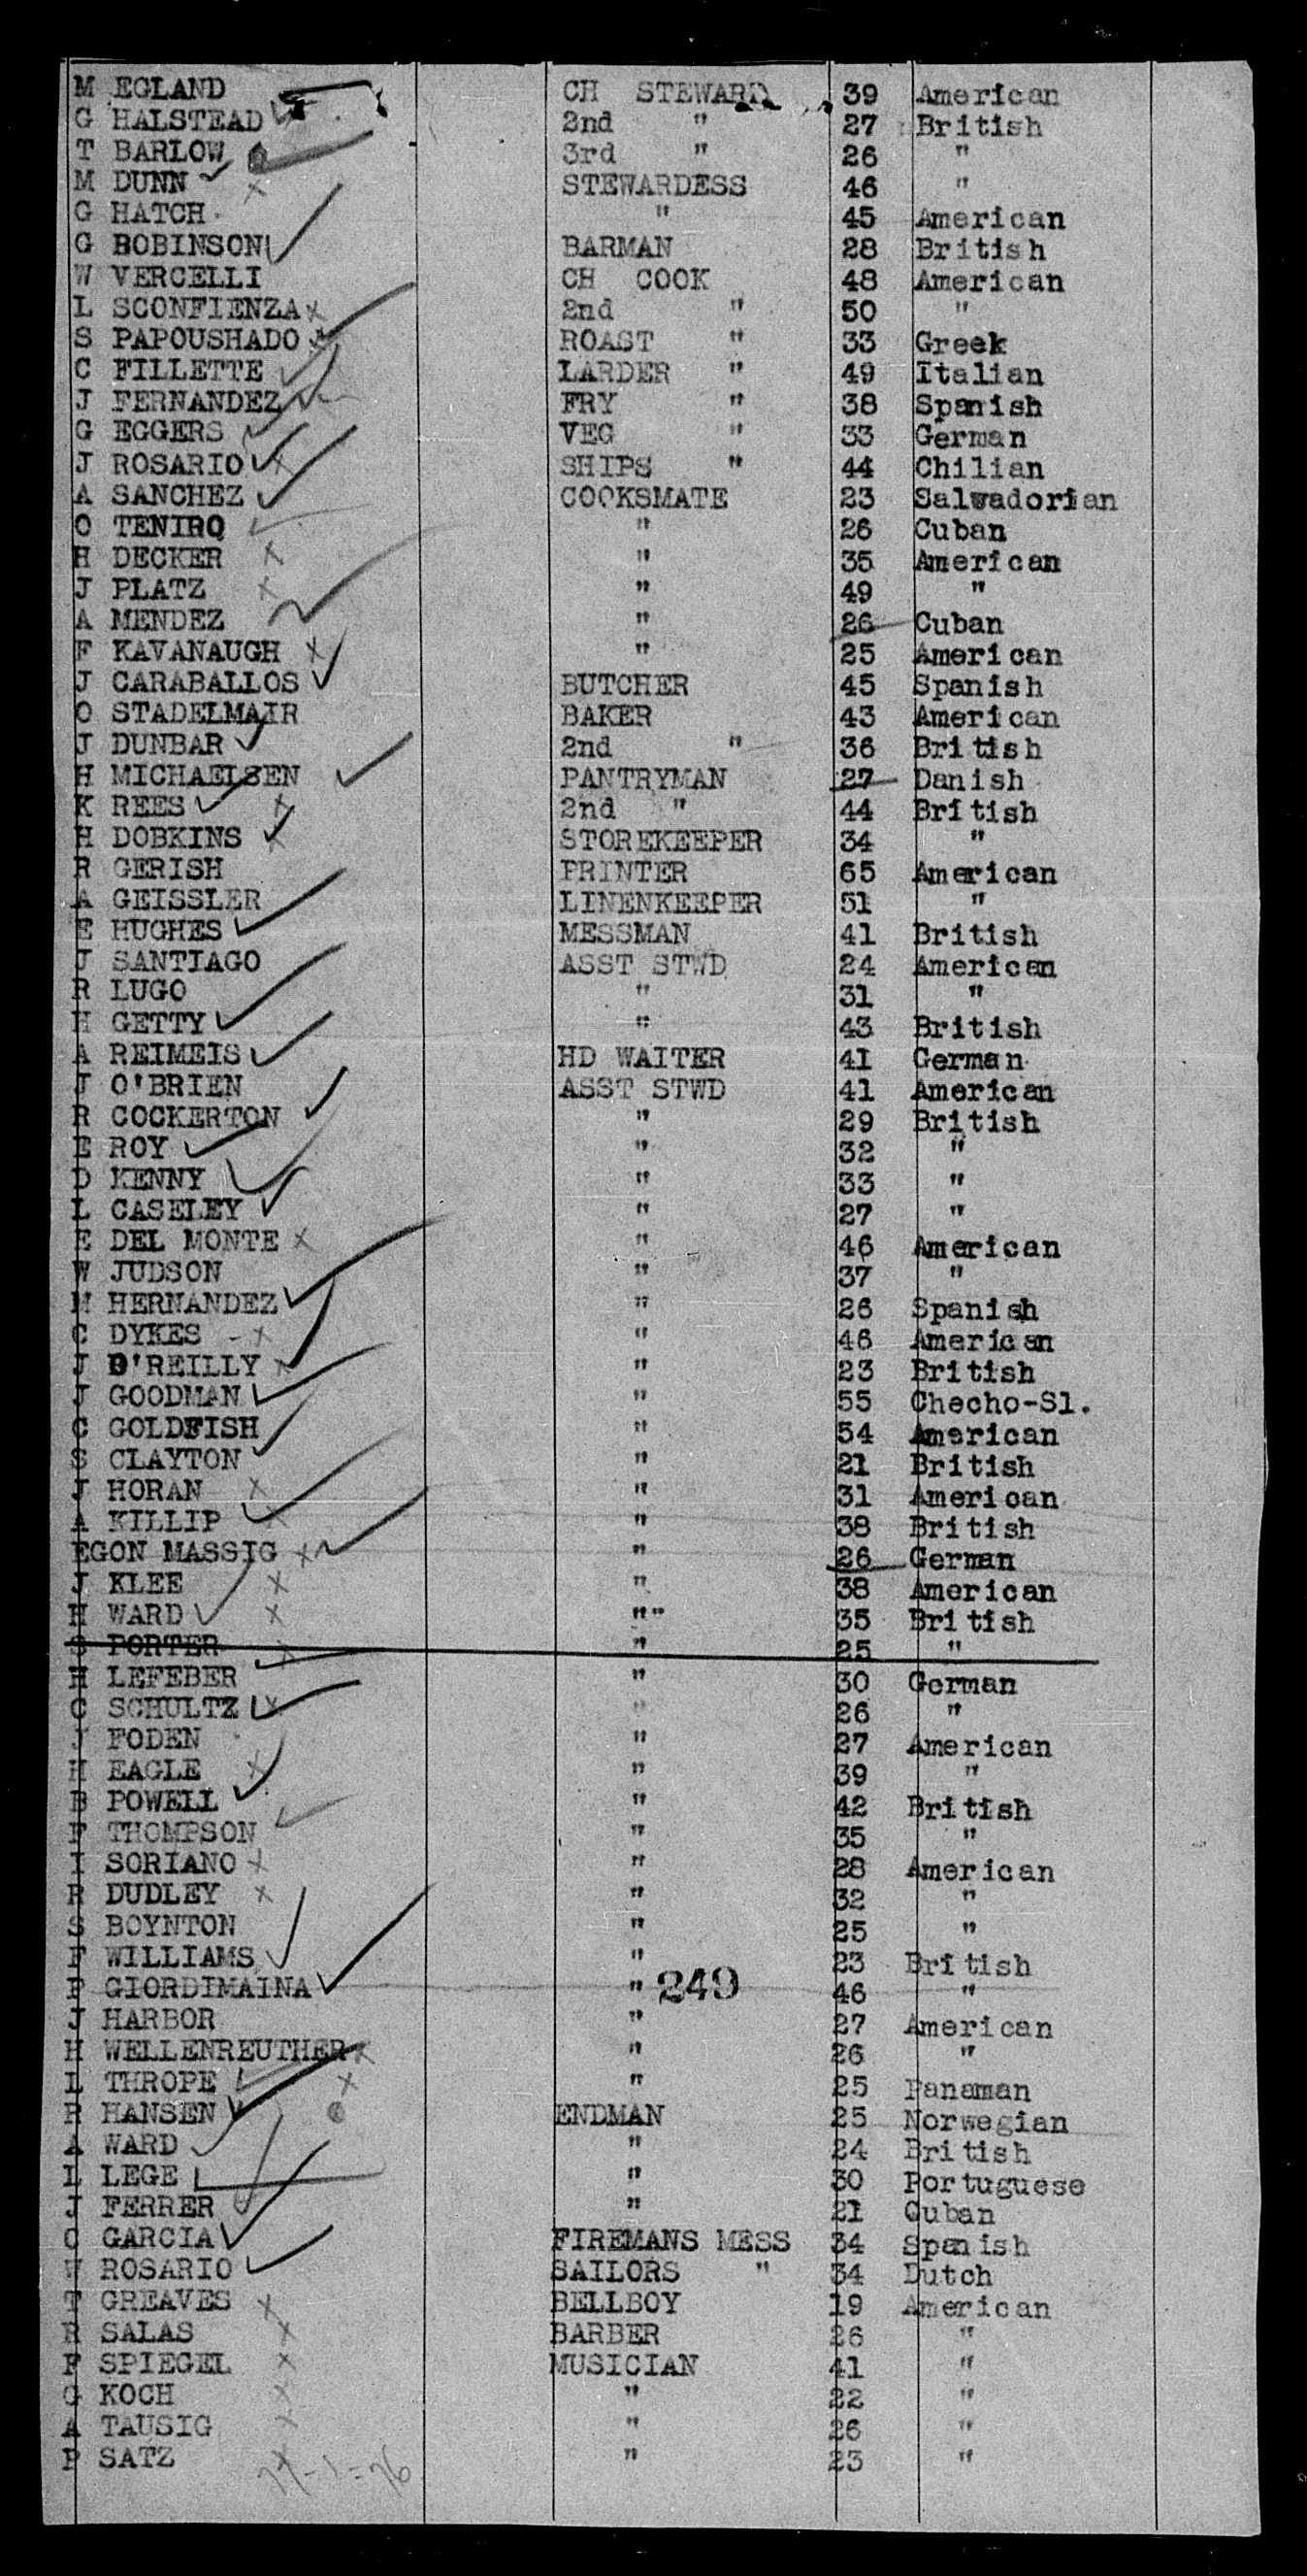 M EGLAND CH STEWARD 39 American
G HALSTEAD 2nd " 27 British
T BARLOW 3rd " 26 "
M DUNN STEWARDESS 46 "
G HATCH " 45 American
G BOBINSON BARMAN 28 British
W VERCELLI CH COOK 48 American
L SCONFIENZA 2nd " 50 "
S PAPOUSHADO ROAST " 33 Greek
C FILLETTE LARDER " 49 Italian
J FERNANDEZ FRY " 38 Spanish
G EGGERS VEG " 33 German
J ROSARIO SHIPS " 44 Chilian
A SANCHEZ COOKSMATE 23 Salvadorian
O TENIRO " 26 Cuban
H DECKER " 35 American
J PLATZ " 49 "
A MENDEZ " 26 Cuban
F KAVANAUGH " 25 American
J CARABALLOS BUTCHER 45 Spanish
O STADELMAIR BAKER 43 American
J DUNBAR 2nd " 36 British
H MICHAELSEN PANTRYMAN 27 Danish
K REES 2nd " 44 British
H DOBKINS STOREKEEPER 34 "
R GERISH PRINTER 65 American
A GEISSLER LINENKEEPER 51 "
E HUGHES MESSMAN 41 British
J SANTIAGO ASST STWD 24 American
R LUGO " 31 "
H GETTY " 43 British
A REIMEIS HD WAITER 41 German
J O'BRIEN ASST STWD 41 American
R COCKERTON " 29 British
E ROY " 32 "
D KENNY " 33 "
L CASELEY " 27 "
E DEL MONTE " 46 American
W JUDSON " 37 "
M HERNANDEZ " 26 Spanish
C DYKES " 46 American
J O'REILLY " 23 British
J GOODMAN " 55 Checho-Sl.
C GOLDFISH " 54 American
S CLAYTON " 21 British
J HORAN " 31 American
A KILLIP " 38 British
EGON MASSIG " 26 German
J KLEE " 38 American
H WARD "" 35 British
S PORTER " 25 "
H LEFEBER " 30 German
C SCHULTZ " 26 "
J FODEN " 27 American
H EAGLE " 39 "
B POWELL " 42 British
F THOMPSON " 35 "
I SORIANO " 28 American
R DUDLEY " 32 "
S BOYNTON " 25 "
F WILLIAMS " 23 British
P GIORDIMAINA " 249 46 "
J HARBOR " 27 American
H WELLENREUTHER " 26 "
L THROPE " 25 Panaman
R HANSEN ENDMAN 25 Norwegian
A WARD " 24 British
L LEGE " 30 Portuguese
J FERRER " 21 Cuban
C GARCIA FIREMANS MESS 34 Spanish
W ROSARIO SAILORS " 34 Dutch
T GREAVES BELLBOY 19 American
R SALAS BARBER 26 "
F SPIEGEL MUSICIAN 41 "
G KOCH " 22 "
A TAUSIG " 26 "
P SATZ " 23 "